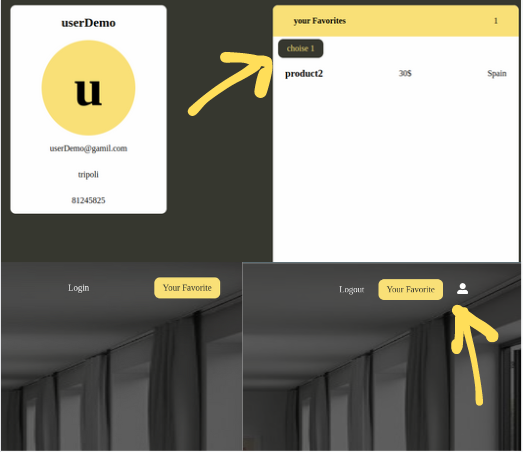 userDemo
u
userDemo@gamil.com
tripoli
81245825
your Favorites 1
choise 1
product2 30$ Spain
Login Your Favorite
Logout Your Favorite